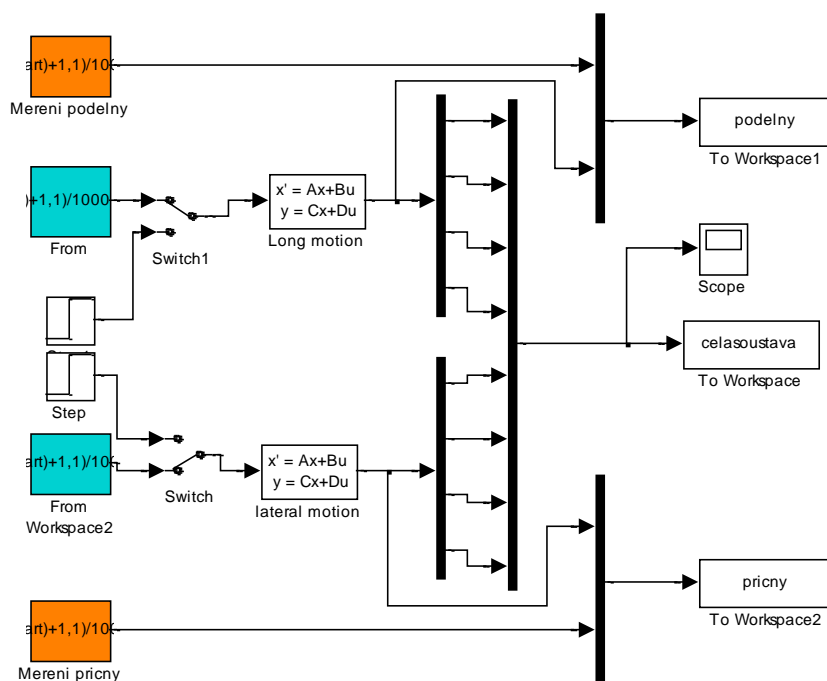 art)+1,1)/10(
Mereni podelny
)+1,1)/1000
From
Switch1
x' = Ax+Bu
y = Cx+Du
Long motion
podelny
To Workspace1
Scope
celasoustava
To Workspace
Step
art)+1,1)/10(
From
Workspace2
Switch
x' = Ax+Bu
y = Cx+Du
lateral motion
pricny
To Workspace2
art)+1,1)/10(
Mereni pricny